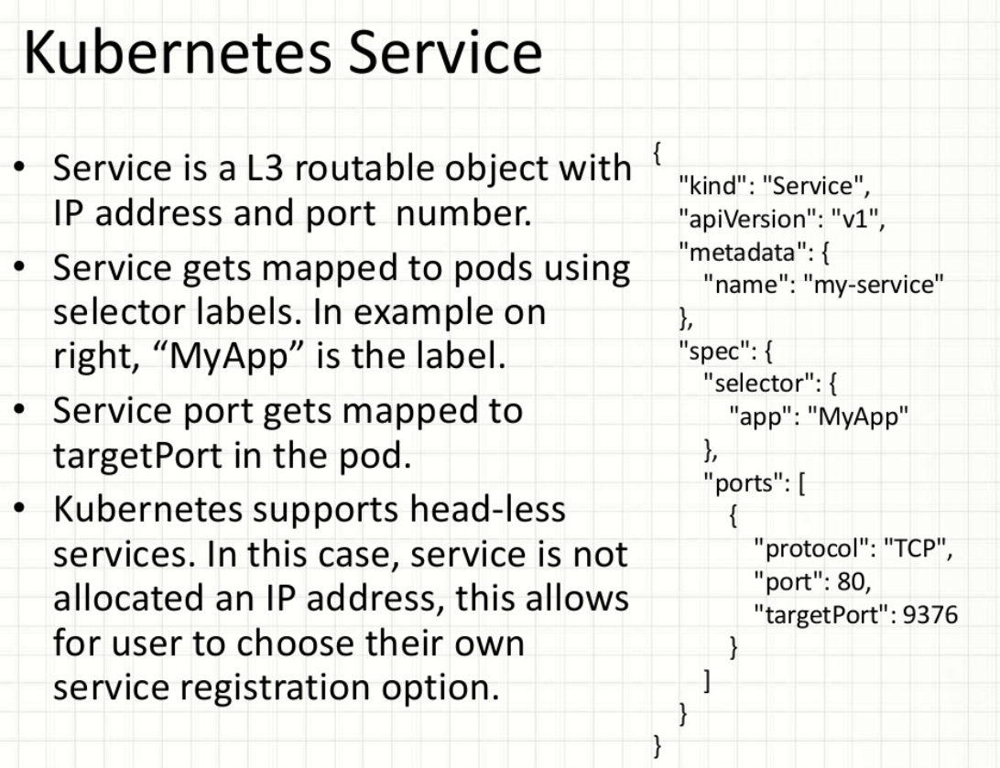 Kubernetes Service
• Service is a L3 routable object with
IP address and port  number.
• Service gets mapped to pods using
selector labels. In example on
right, “MyApp” is the label.
• Service port gets mapped to
targetPort in the pod.
• Kubernetes supports head-less
services. In this case, service is not
allocated an IP address, this allows
for user to choose their own
service registration option.
{
"kind": "Service",
"apiVersion": "v1",
"metadata": {
"name": "my-service"
},
"spec": {
"selector": {
"app": "MyApp"
},
"ports": [
{
"protocol": "TCP",
"port": 80,
"targetPort": 9376
}
]
}
}